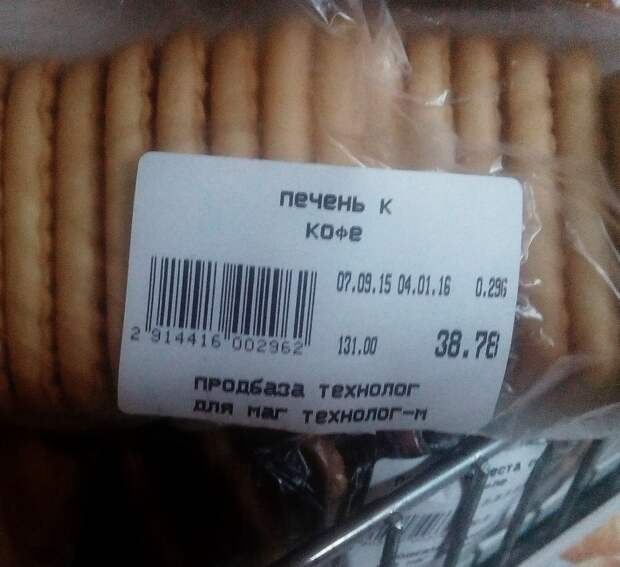 печень к
кофе
07.09.15 04.01.16 0.296
2 914416 002962
131.00 38.78
продбаза технолог
для маг технолог-м
еста